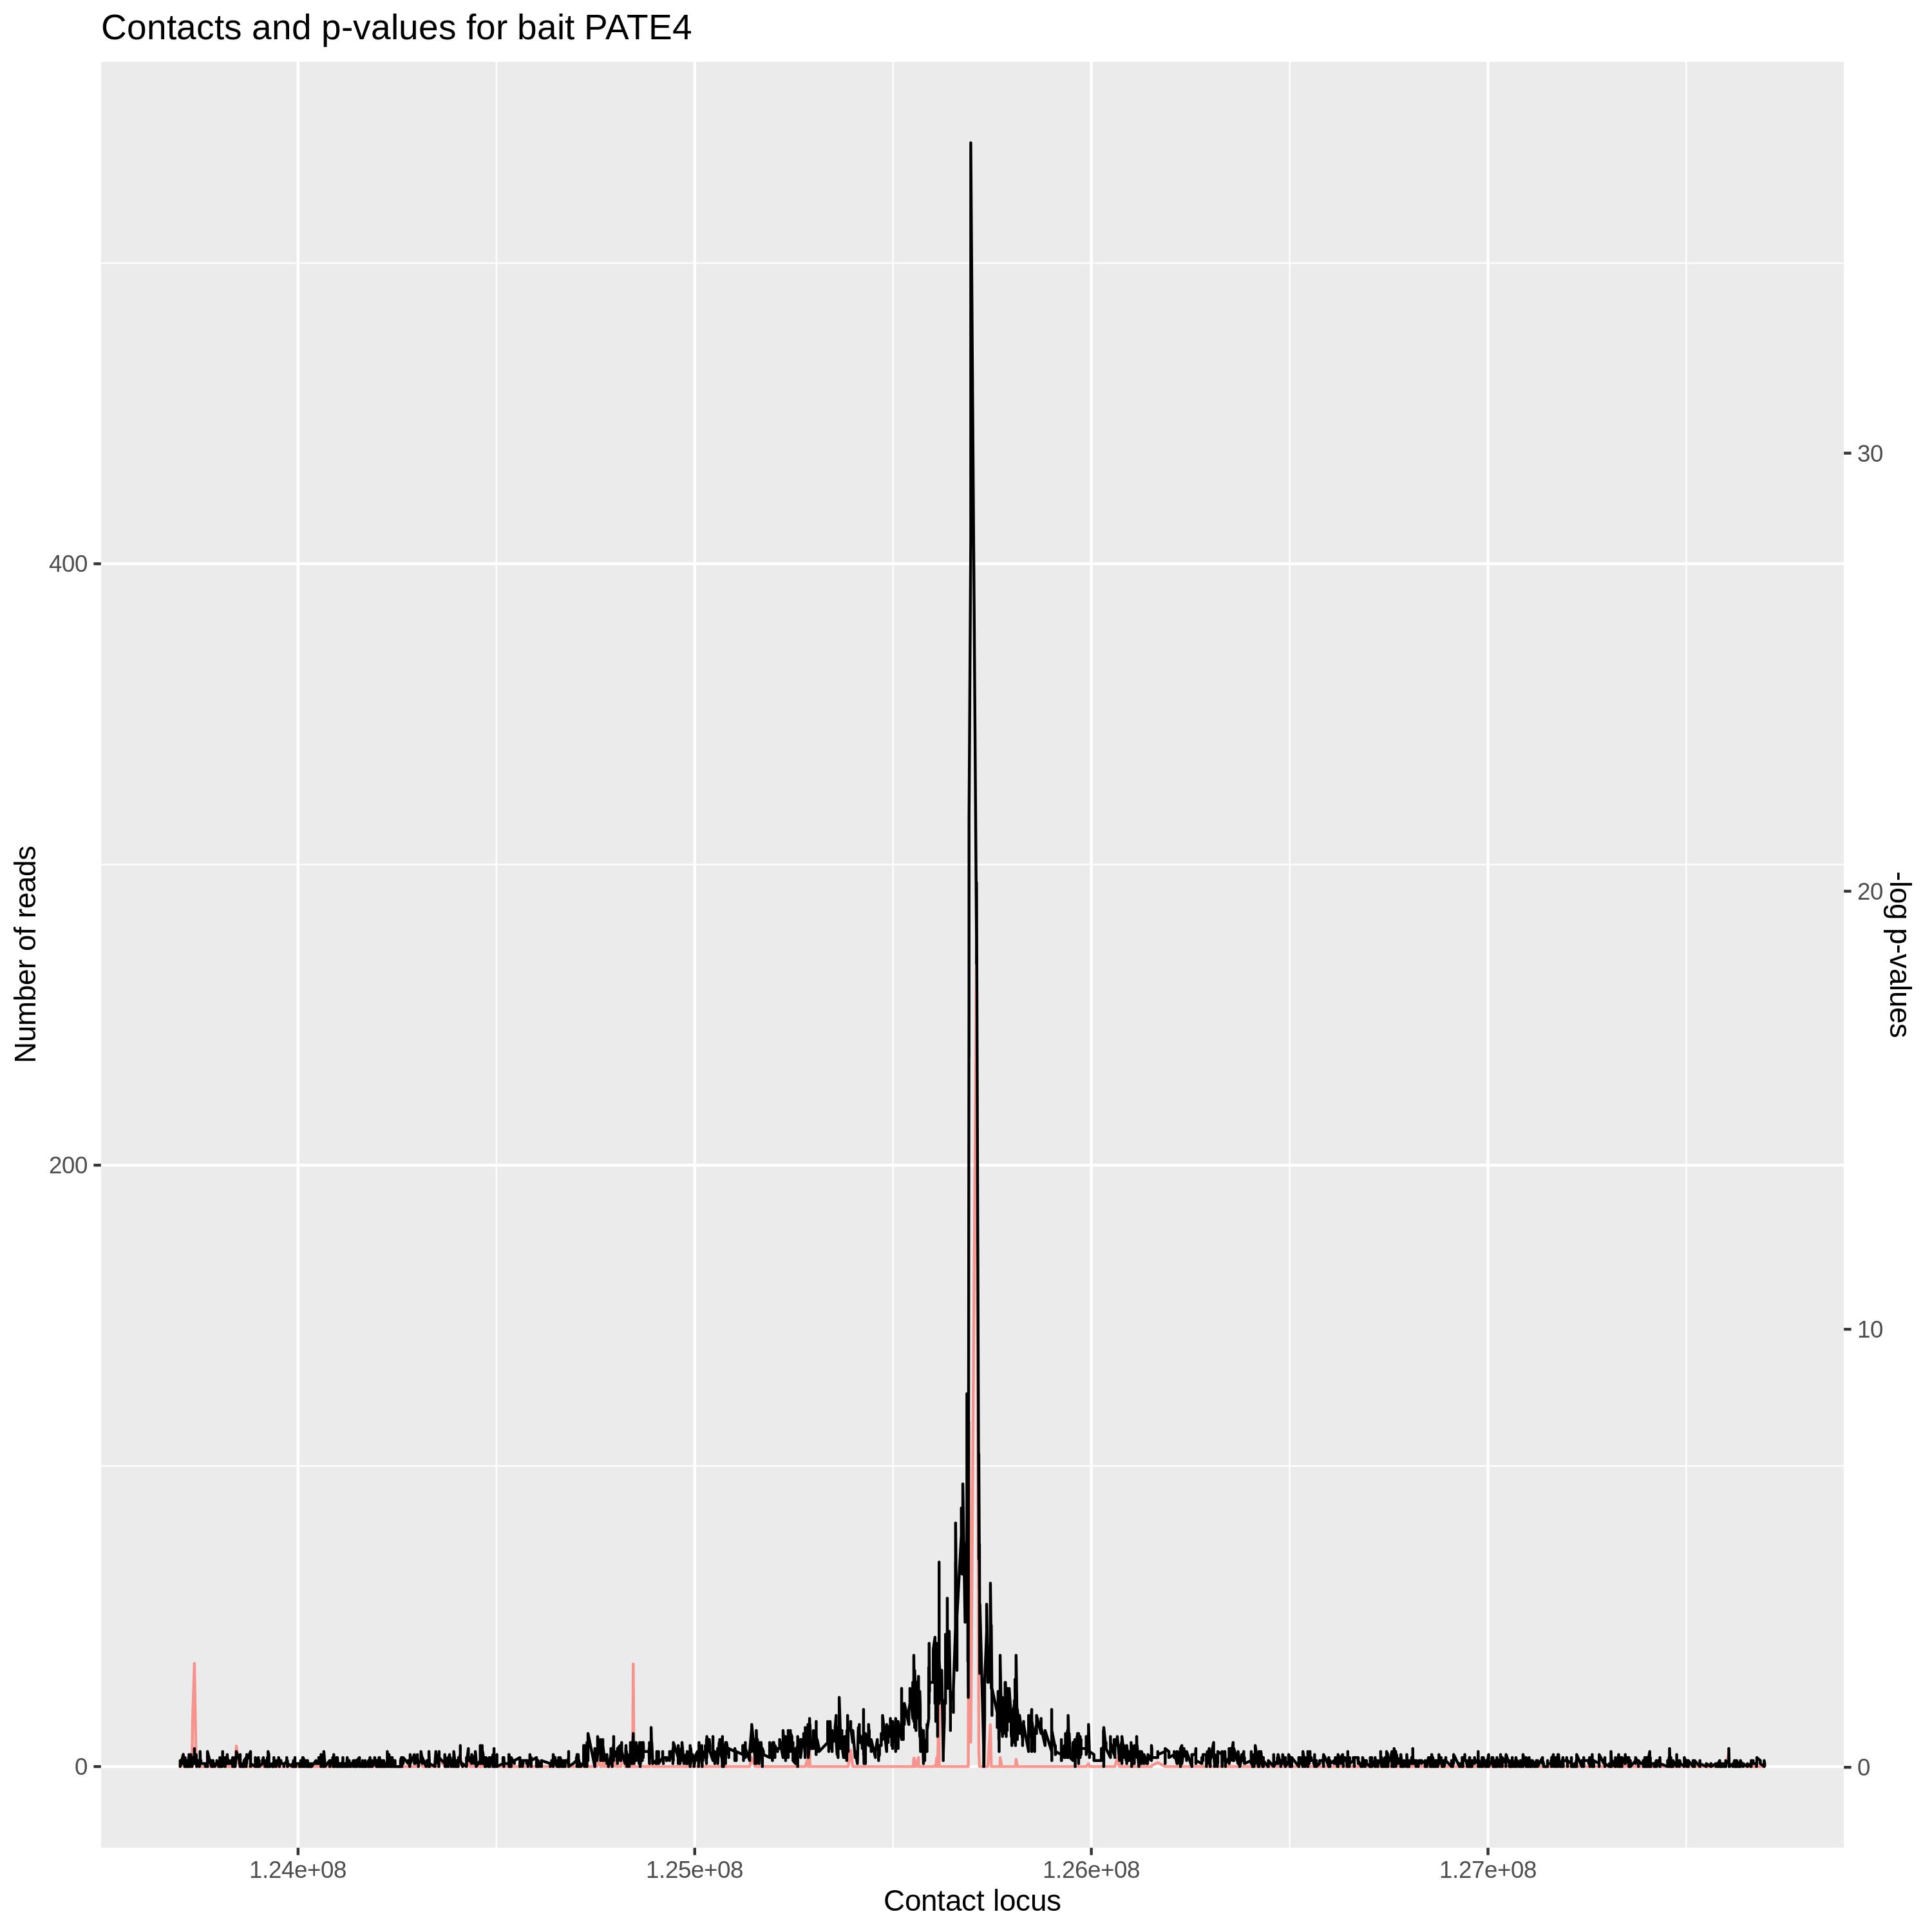 Contacts and p-values for bait PATE4
Number of reads
400
200
0
30
20
10
0
-log p-values
1.24e+08
1.25e+08
1.26e+08
1.27e+08
Contact locus